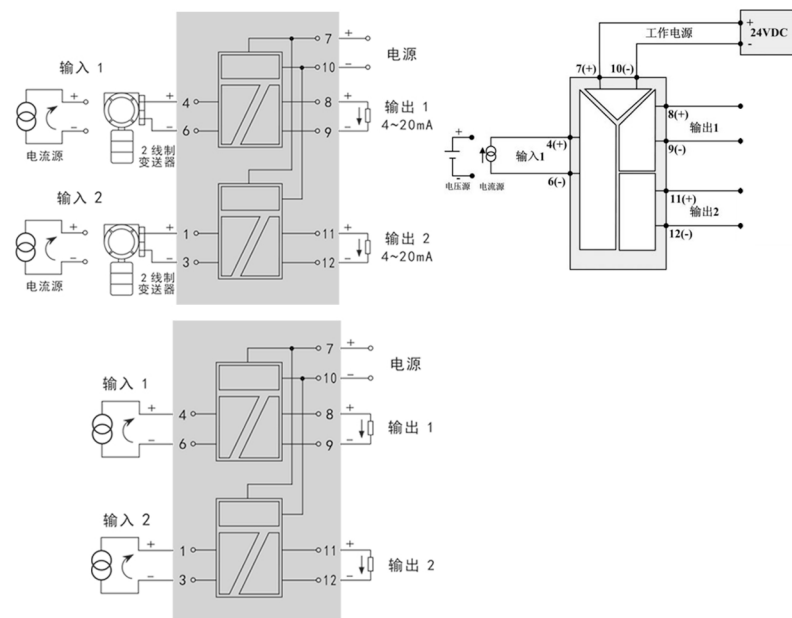 7 + 电源
10 -
输入 1
+
-
电流源
2 线制
变送器
+ 4
- 6
8 + 输出 1
9 - 4~20mA
输入 2
+
-
电流源
2 线制
变送器
+ 1
- 3
11 + 输出 2
12 - 4~20mA
工作电源
+
24VDC
-
7(+) 10(-)
+
-
电压源
电流源
输入1
4(+)
6(-)
8(+)
输出1
9(-)
11(+)
输出2
12(-)
7 + 电源
10 -
输入 1
+ 4
- 6
8 + 输出 1
9 -
输入 2
+ 1
- 3
11 + 输出 2
12 -